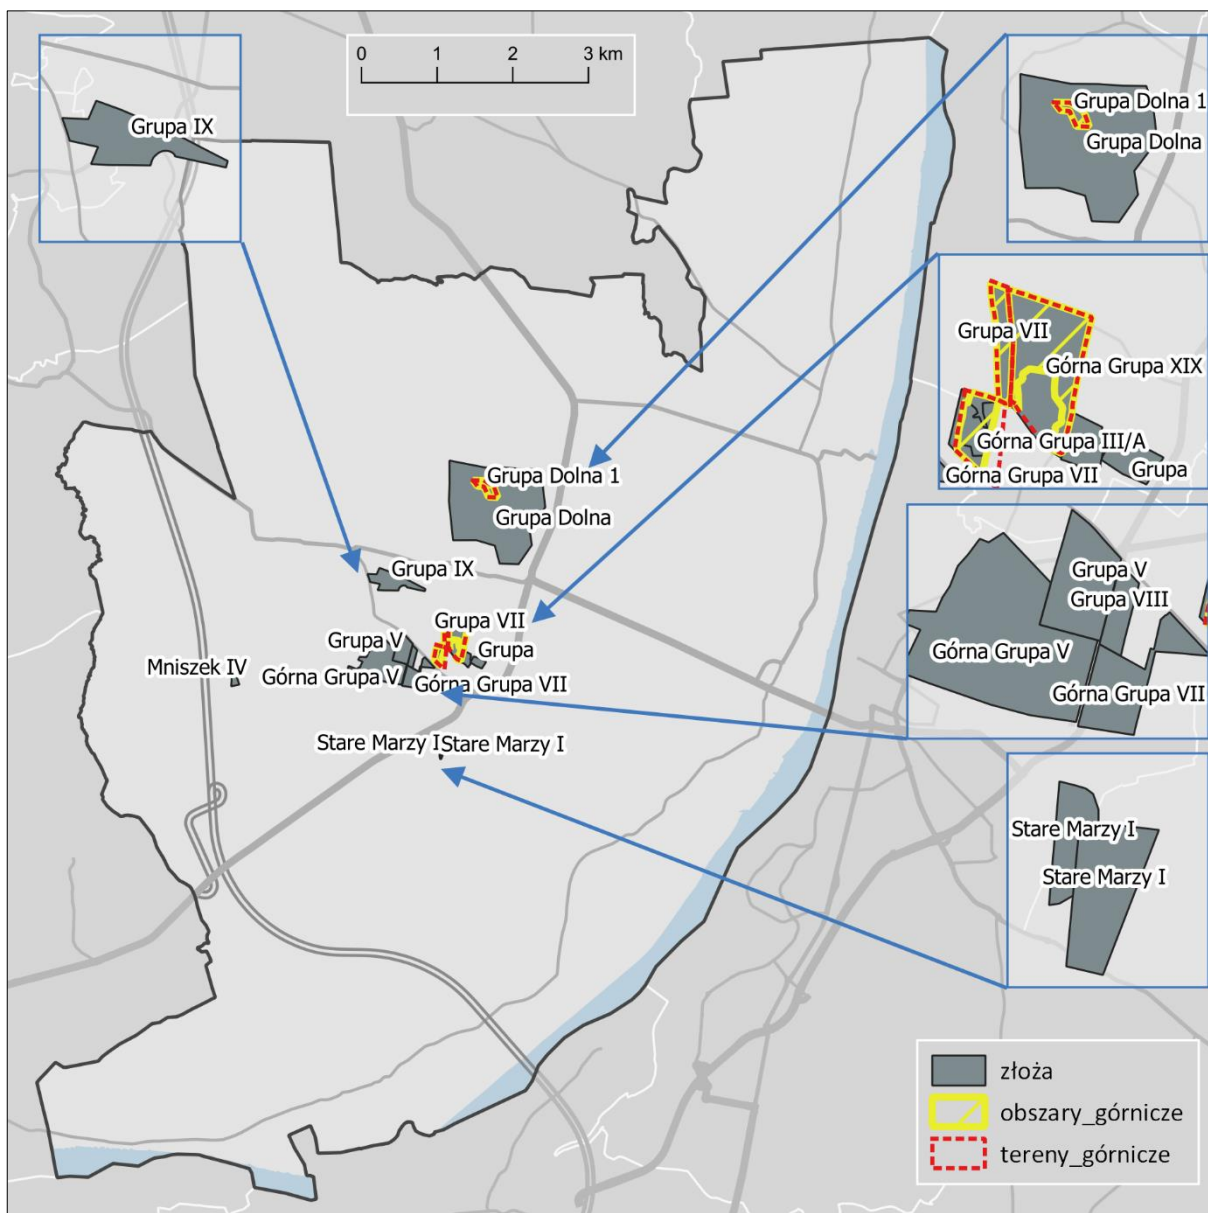 0 1 2 3 km
Grupa IX
Grupa Dolna 1
Grupa Dolna
Grupa VII
Górna Grupa XIX
Górna Grupa III/A
Górna Grupa VII
Grupa
Grupa Dolna 1
Grupa Dolna
Grupa IX
Grupa VII
Grupa V
Grupa
Mniszek IV
Górna Grupa V
Górna Grupa VII
Stare Marzy I
Stare Marzy I
Grupa V
Grupa VIII
Górna Grupa V
Górna Grupa VII
Stare Marzy I
Stare Marzy I
złoża
obszary_górnicze
tereny_górnicze